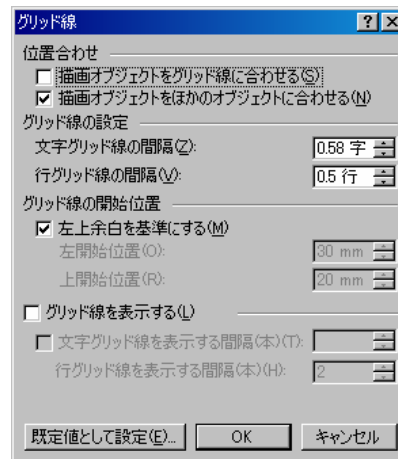 グリッド線
位置合わせ
描画オブジェクトをグリッド線に合わせる(S)
描画オブジェクトをほかのオブジェクトに合わせる(N)
グリッド線の設定
文字グリッド線の間隔(Z): 0.58 字
行グリッド線の間隔(V): 0.5 行
グリッド線の開始位置
左上余白を基準にする(M)
左開始位置(O): 30 mm
上開始位置(R): 20 mm
グリッド線を表示する(L)
文字グリッド線を表示する間隔(本)(T):
行グリッド線を表示する間隔(本)(H): 2
既定値として設定(E)... OK キャンセル